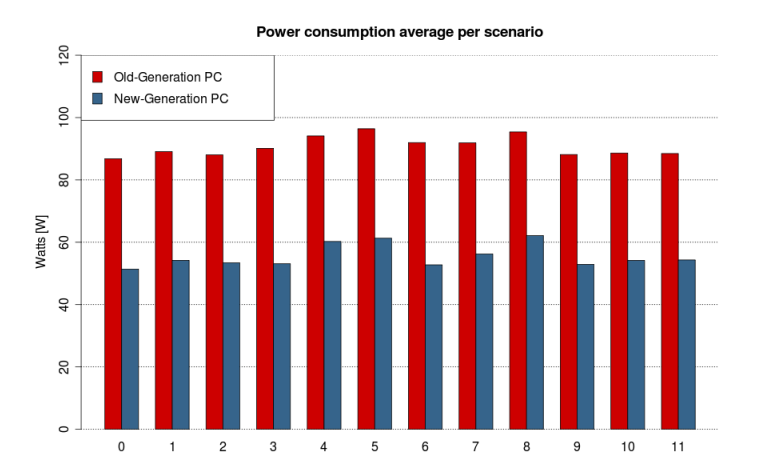 Power consumption average per scenario
Old-Generation PC
New-Generation PC
Watts [W]
120
100
80
60
40
20
0
0 1 2 3 4 5 6 7 8 9 10 11